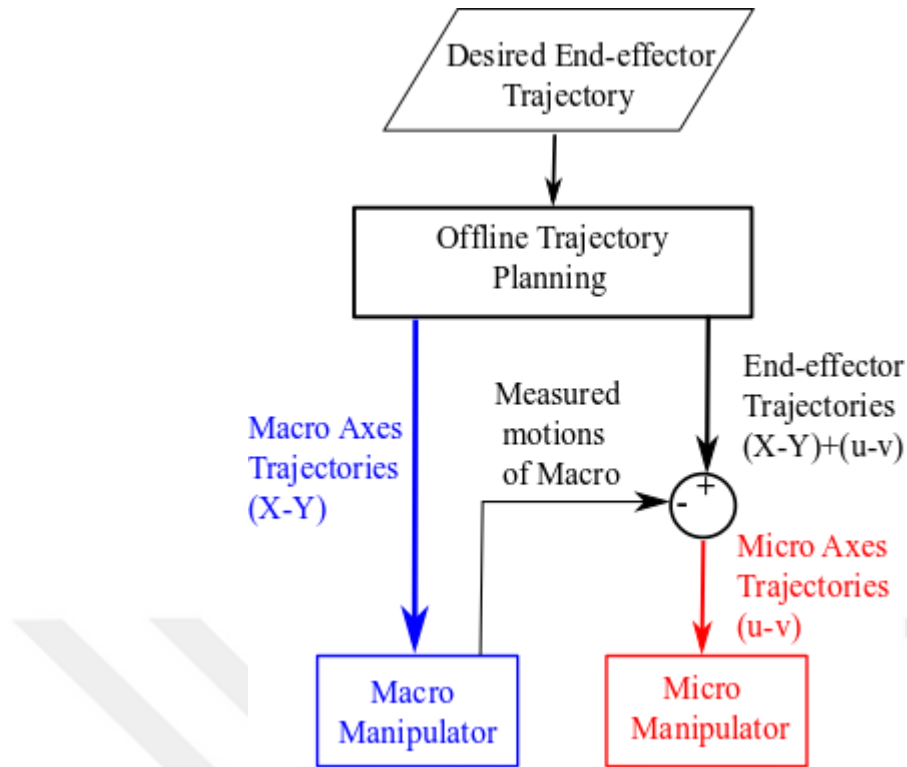 Desired End-effector
Trajectory
Offline Trajectory
Planning
End-effector
Trajectories
(X-Y)+(u-v)
Measured
motions
of Macro
Macro Axes
Trajectories
(X-Y)
+
-
Micro Axes
Trajectories
(u-v)
Macro
Manipulator
Micro
Manipulator